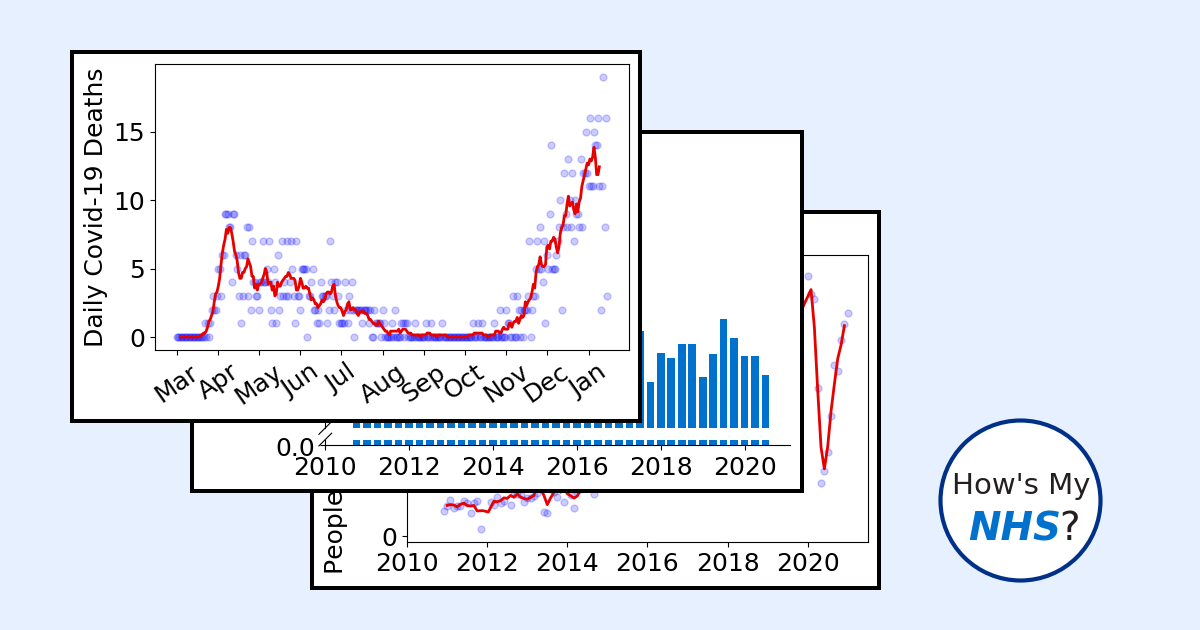 Daily Covid-19 Deaths
15
10
5
0
Mar Apr May Jun Jul Aug Sep Oct Nov Dec Jan
0.0
2010 2012 2014 2016 2018 2020
People
0
2010 2012 2014 2016 2018 2020
How's My
NHS?